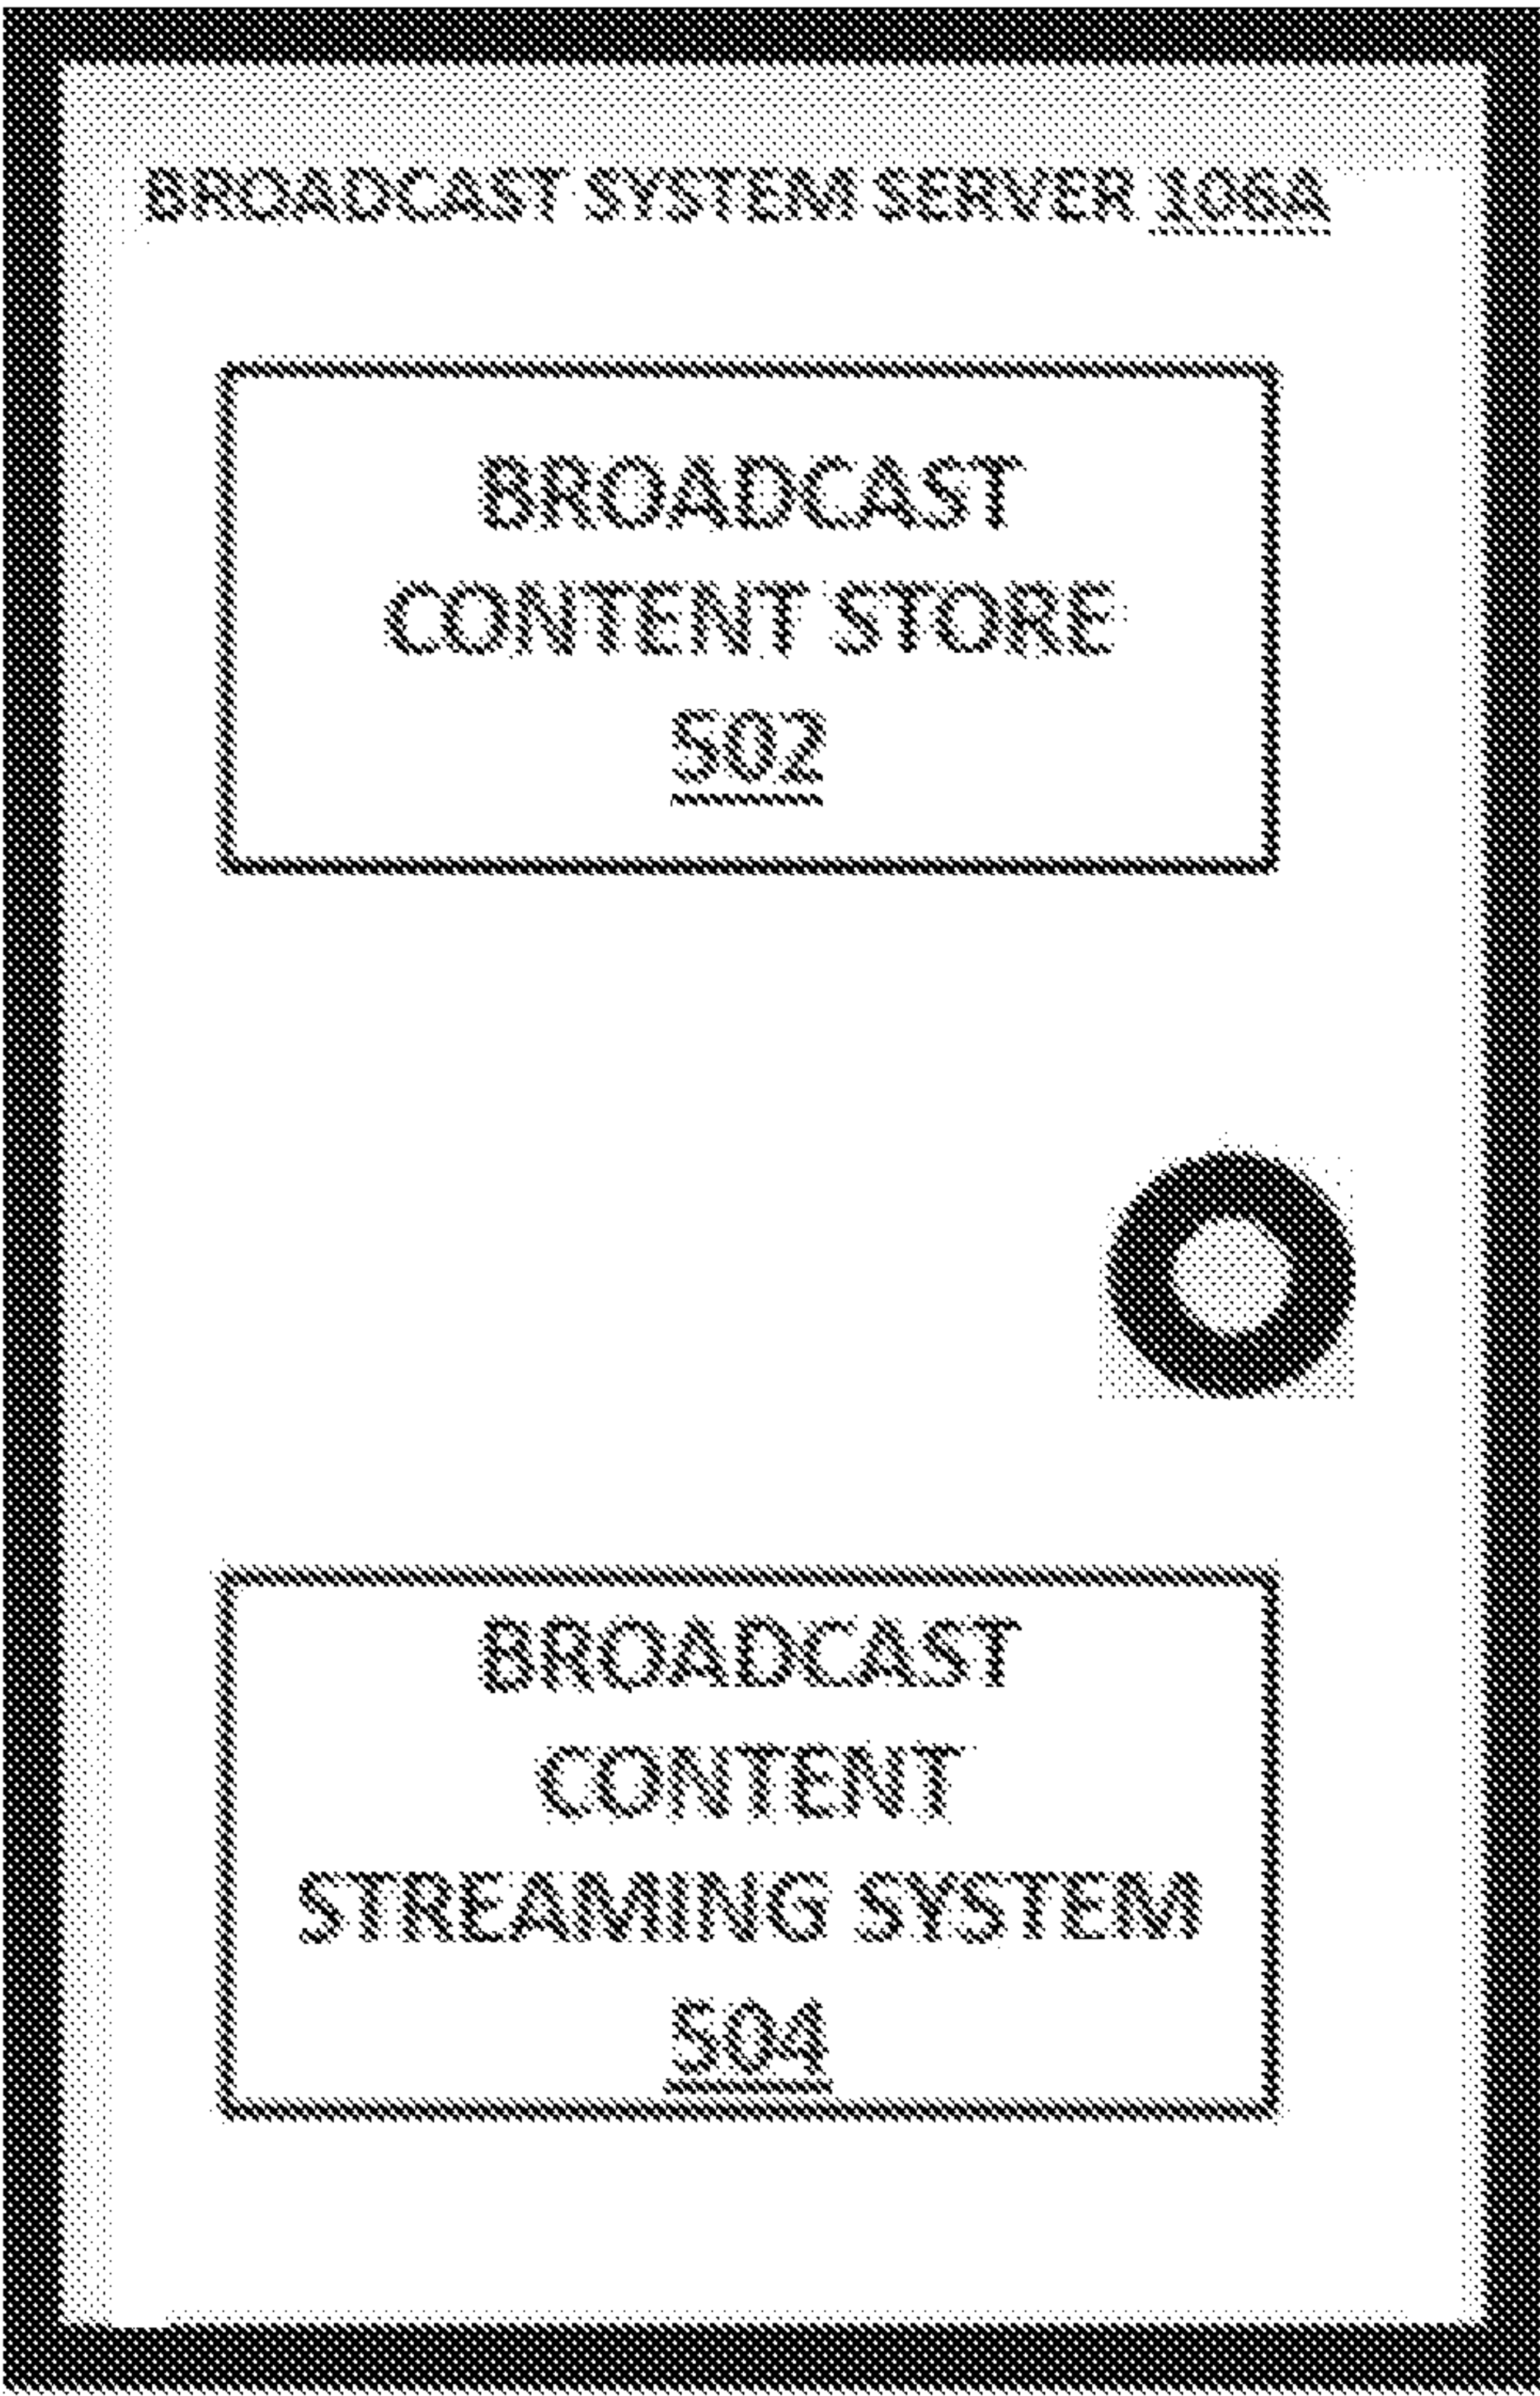 BROADCAST SYSTEM SERVER 106A
BROADCAST
CONTENT STORE
502
BROADCAST
CONTENT
STREAMING SYSTEM
504